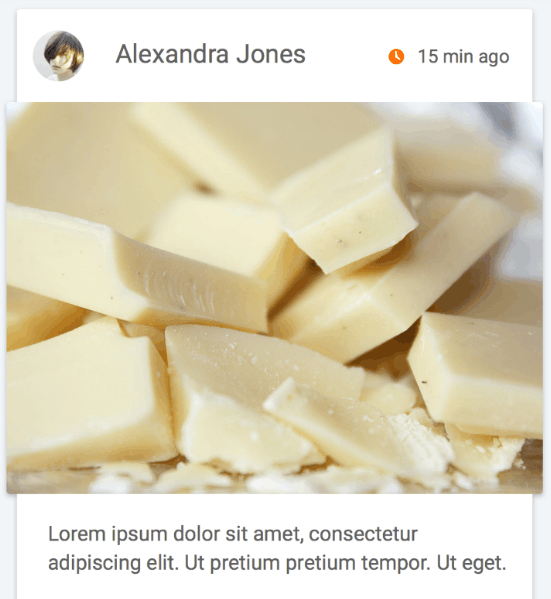 Alexandra Jones
15 min ago
Lorem ipsum dolor sit amet, consectetur
adipiscing elit. Ut pretium pretium tempor. Ut eget.